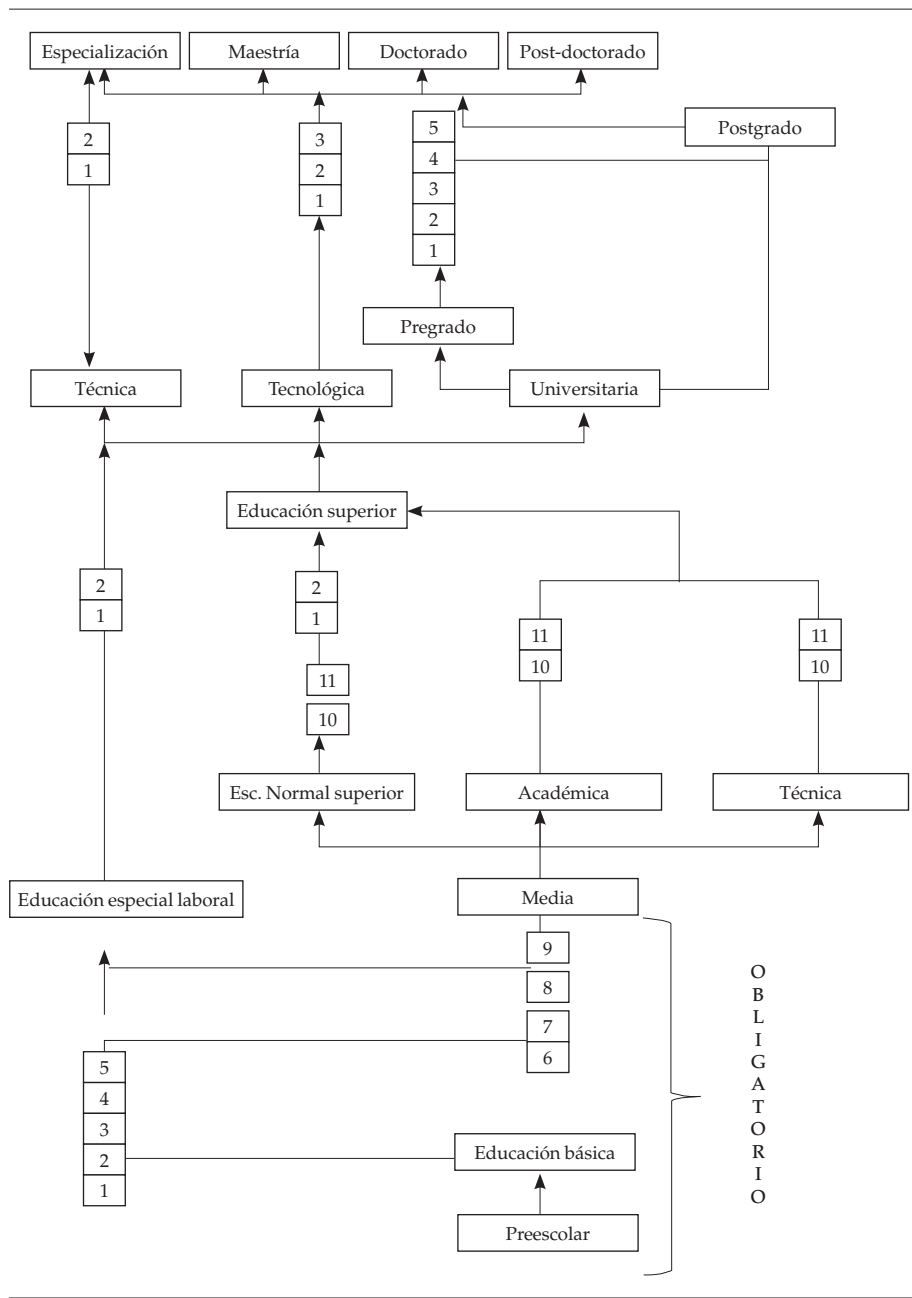 Especialización
Maestría
Doctorado
Post-doctorado
2
1
3
2
1
5
4
3
2
1
Postgrado
Pregrado
Técnica
Tecnológica
Universitaria
Educación superior
2
1
2
1
11
10
11
10
11
10
Esc. Normal superior
Académica
Técnica
Educación especial laboral
Media
9
8
7
6
5
4
3
2
1
Educación básica
Preescolar
O
B
L
I
G
A
T
O
R
I
O